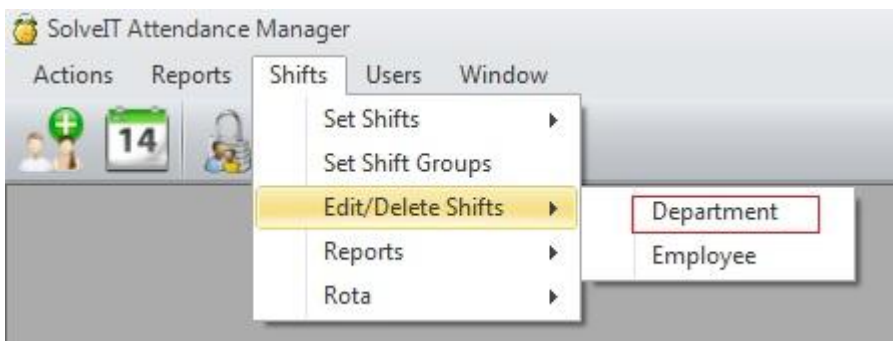 SolveIT Attendance Manager
Actions Reports Shifts Users Window
14
Set Shifts
Set Shift Groups
Edit/Delete Shifts
Department
Reports
Employee
Rota